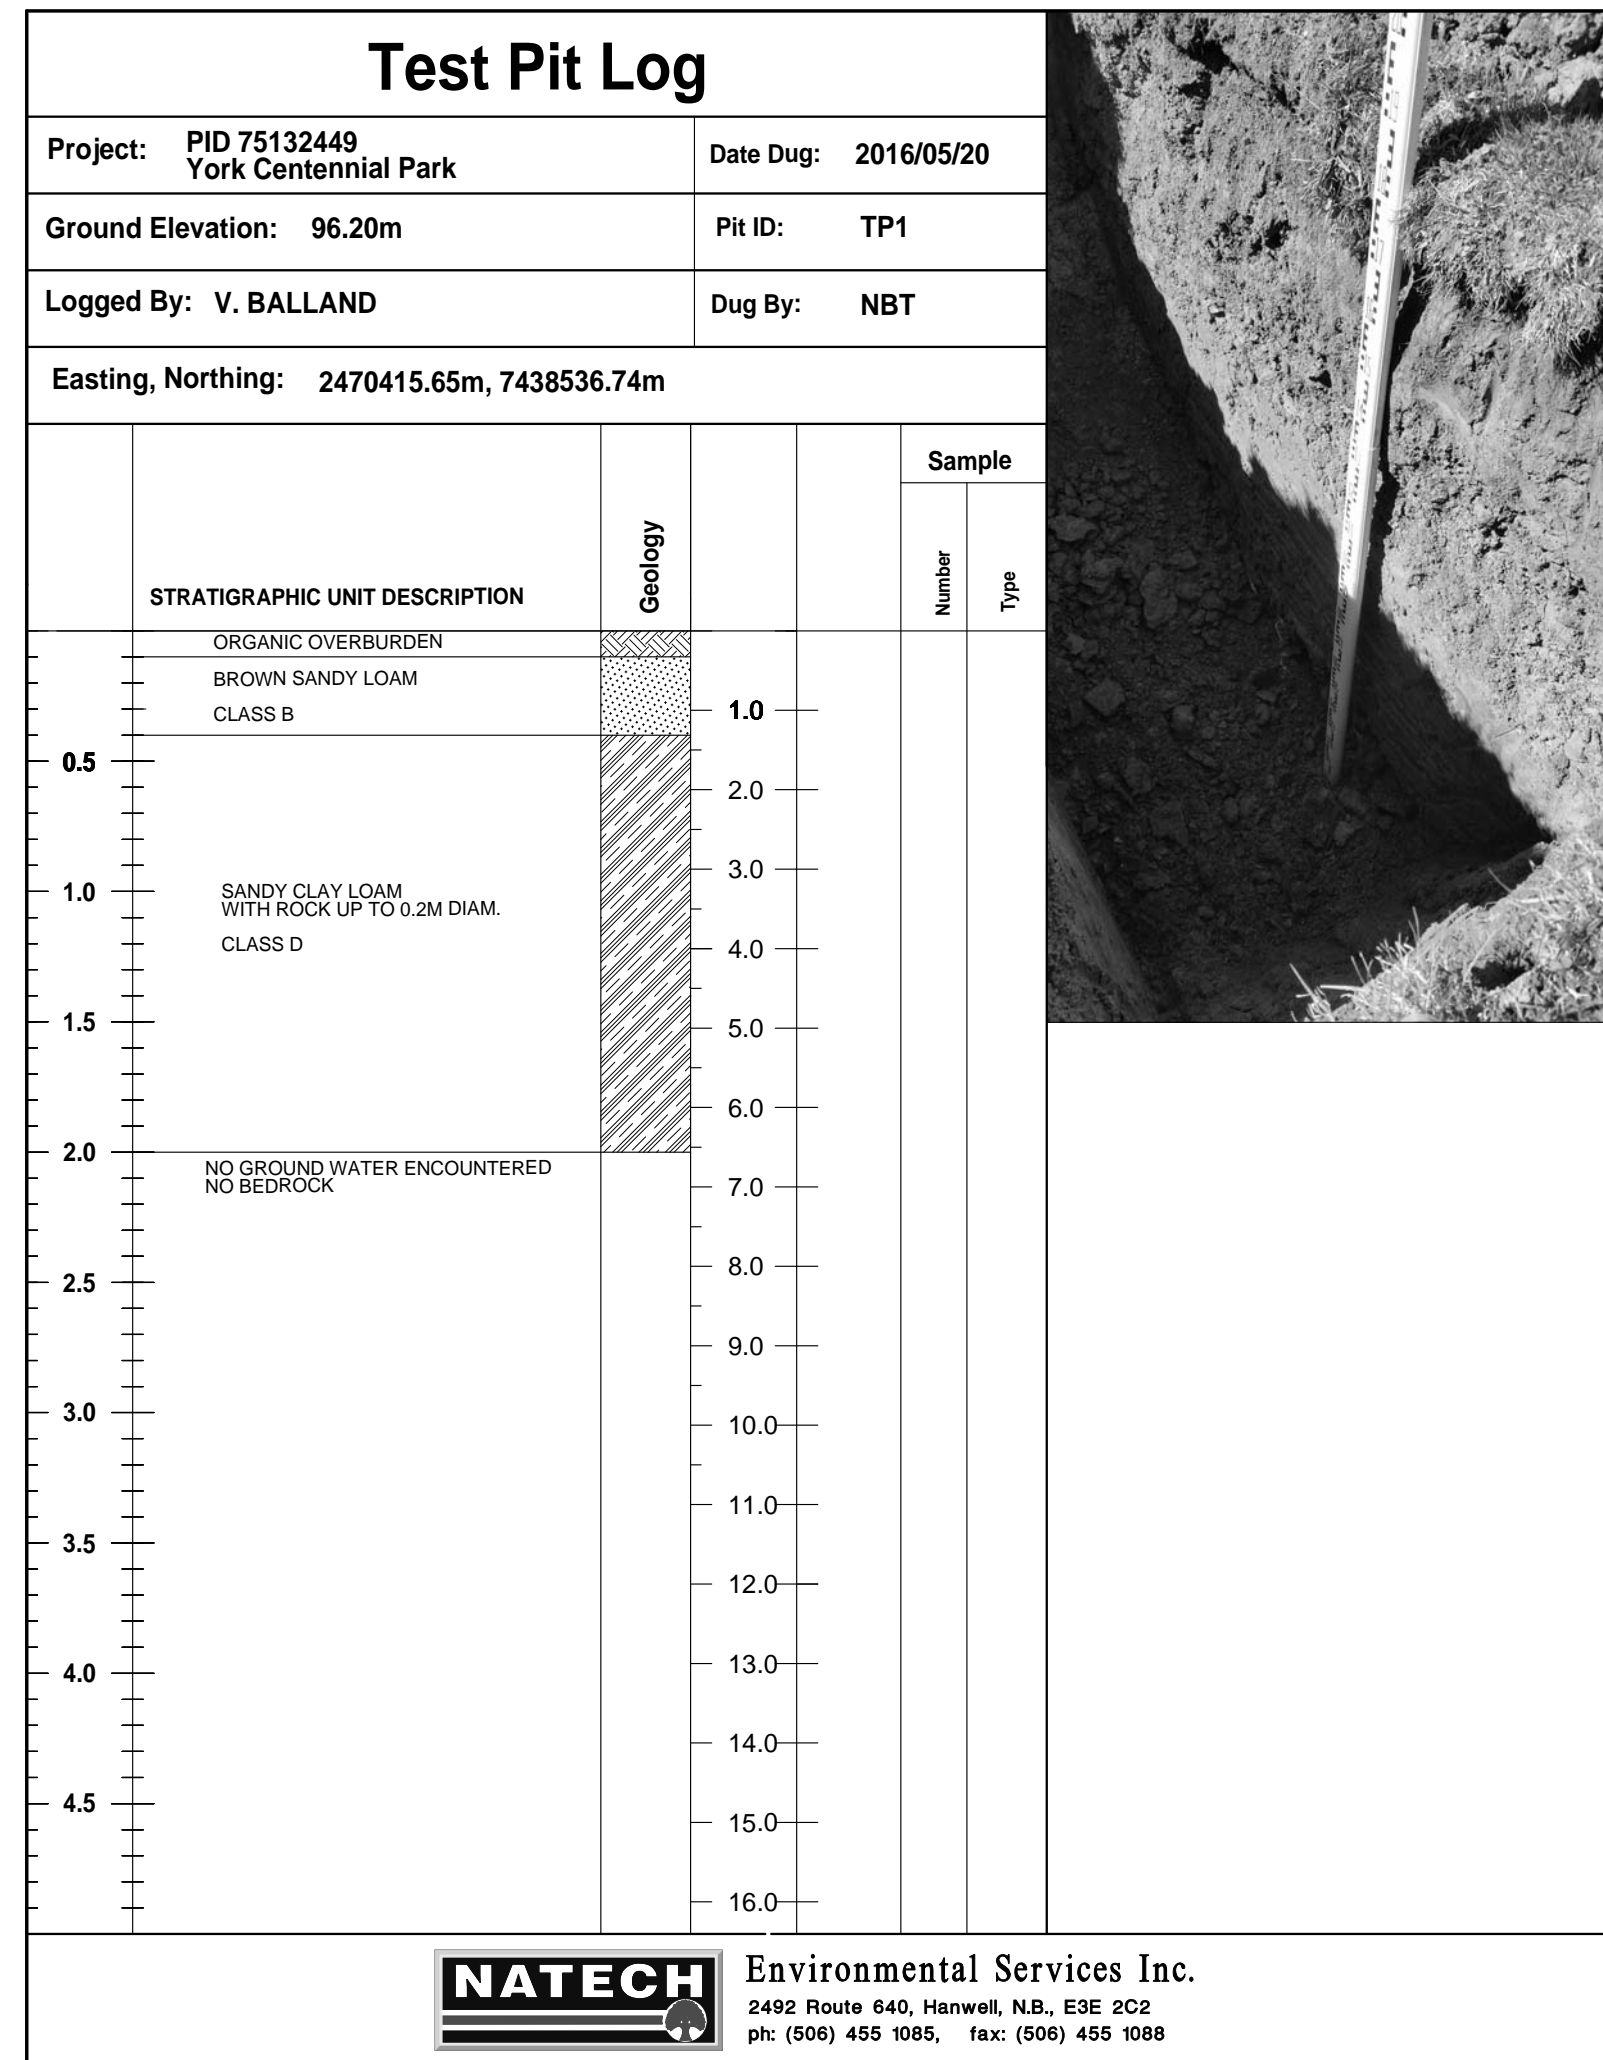 Test Pit Log
Project: PID 75132449
York Centennial Park
Date Dug: 2016/05/20
Ground Elevation: 96.20m
Pit ID: TP1
Logged By: V. BALLAND
Dug By: NBT
Easting, Northing: 2470415.65m, 7438536.74m
STRATIGRAPHIC UNIT DESCRIPTION
Geology
Sample
Number
Type
ORGANIC OVERBURDEN
BROWN SANDY LOAM
CLASS B
SANDY CLAY LOAM
WITH ROCK UP TO 0.2M DIAM.
CLASS D
NO GROUND WATER ENCOUNTERED
NO BEDROCK
0.5
1.0
1.5
2.0
2.5
3.0
3.5
4.0
4.5
1.0
2.0
3.0
4.0
5.0
6.0
7.0
8.0
9.0
10.0
11.0
12.0
13.0
14.0
15.0
16.0
NATECH
Environmental Services Inc.
2492 Route 640, Hanwell, N.B., E3E 2C2
ph: (506) 455 1085, fax: (506) 455 1088